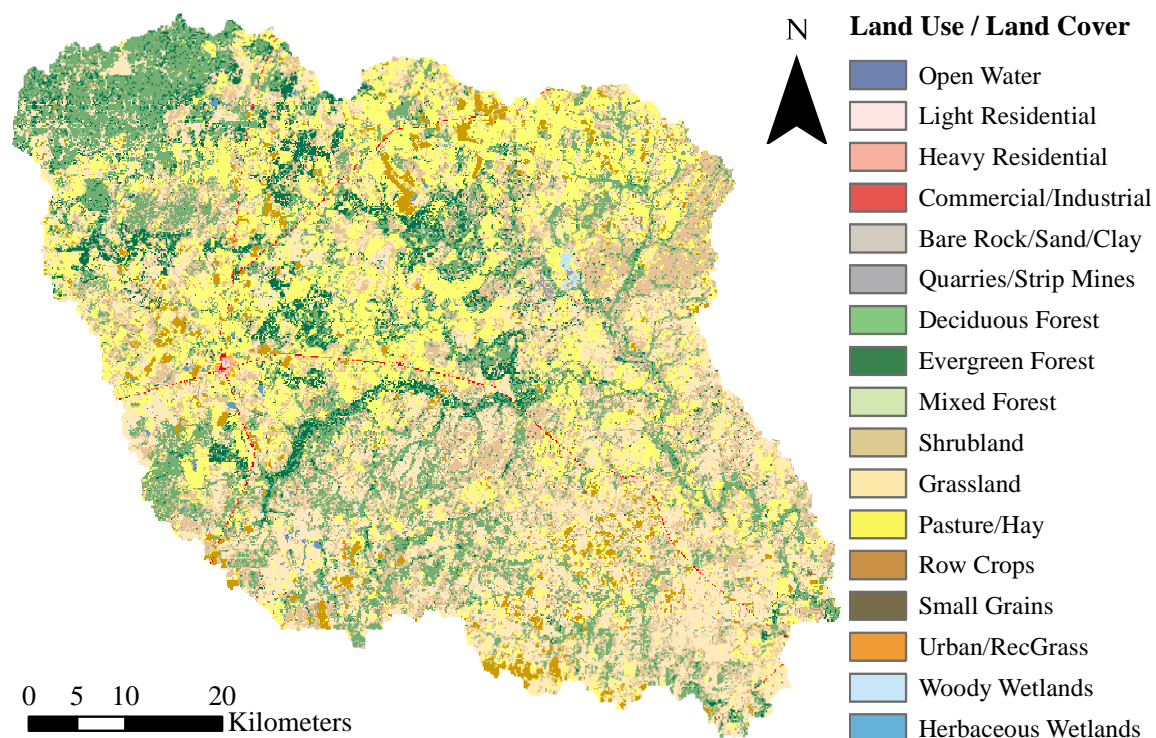 N
Land Use / Land Cover
Open Water
Light Residential
Heavy Residential
Commercial/Industrial
Bare Rock/Sand/Clay
Quarries/Strip Mines
Deciduous Forest
Evergreen Forest
Mixed Forest
Shrubland
Grassland
Pasture/Hay
Row Crops
Small Grains
Urban/RecGrass
Woody Wetlands
Herbaceous Wetlands
0 5 10 20
Kilometers